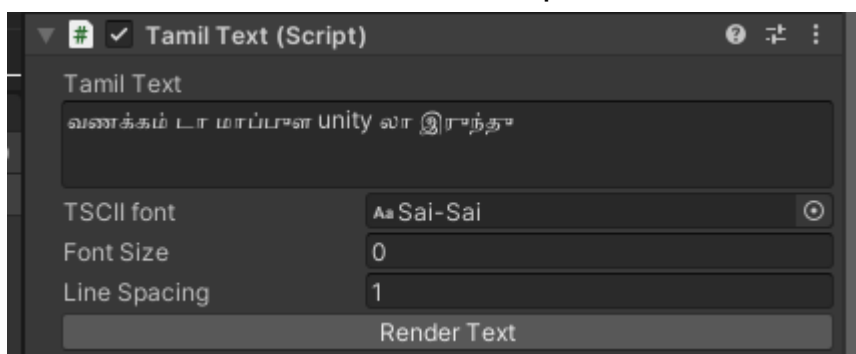 Tamil Text (Script)
Tamil Text
வணக்கம் டா மாப்புள unity லா இருந்து
TSCII font
Aa Sai-Sai
Font Size
0
Line Spacing
1
Render Text